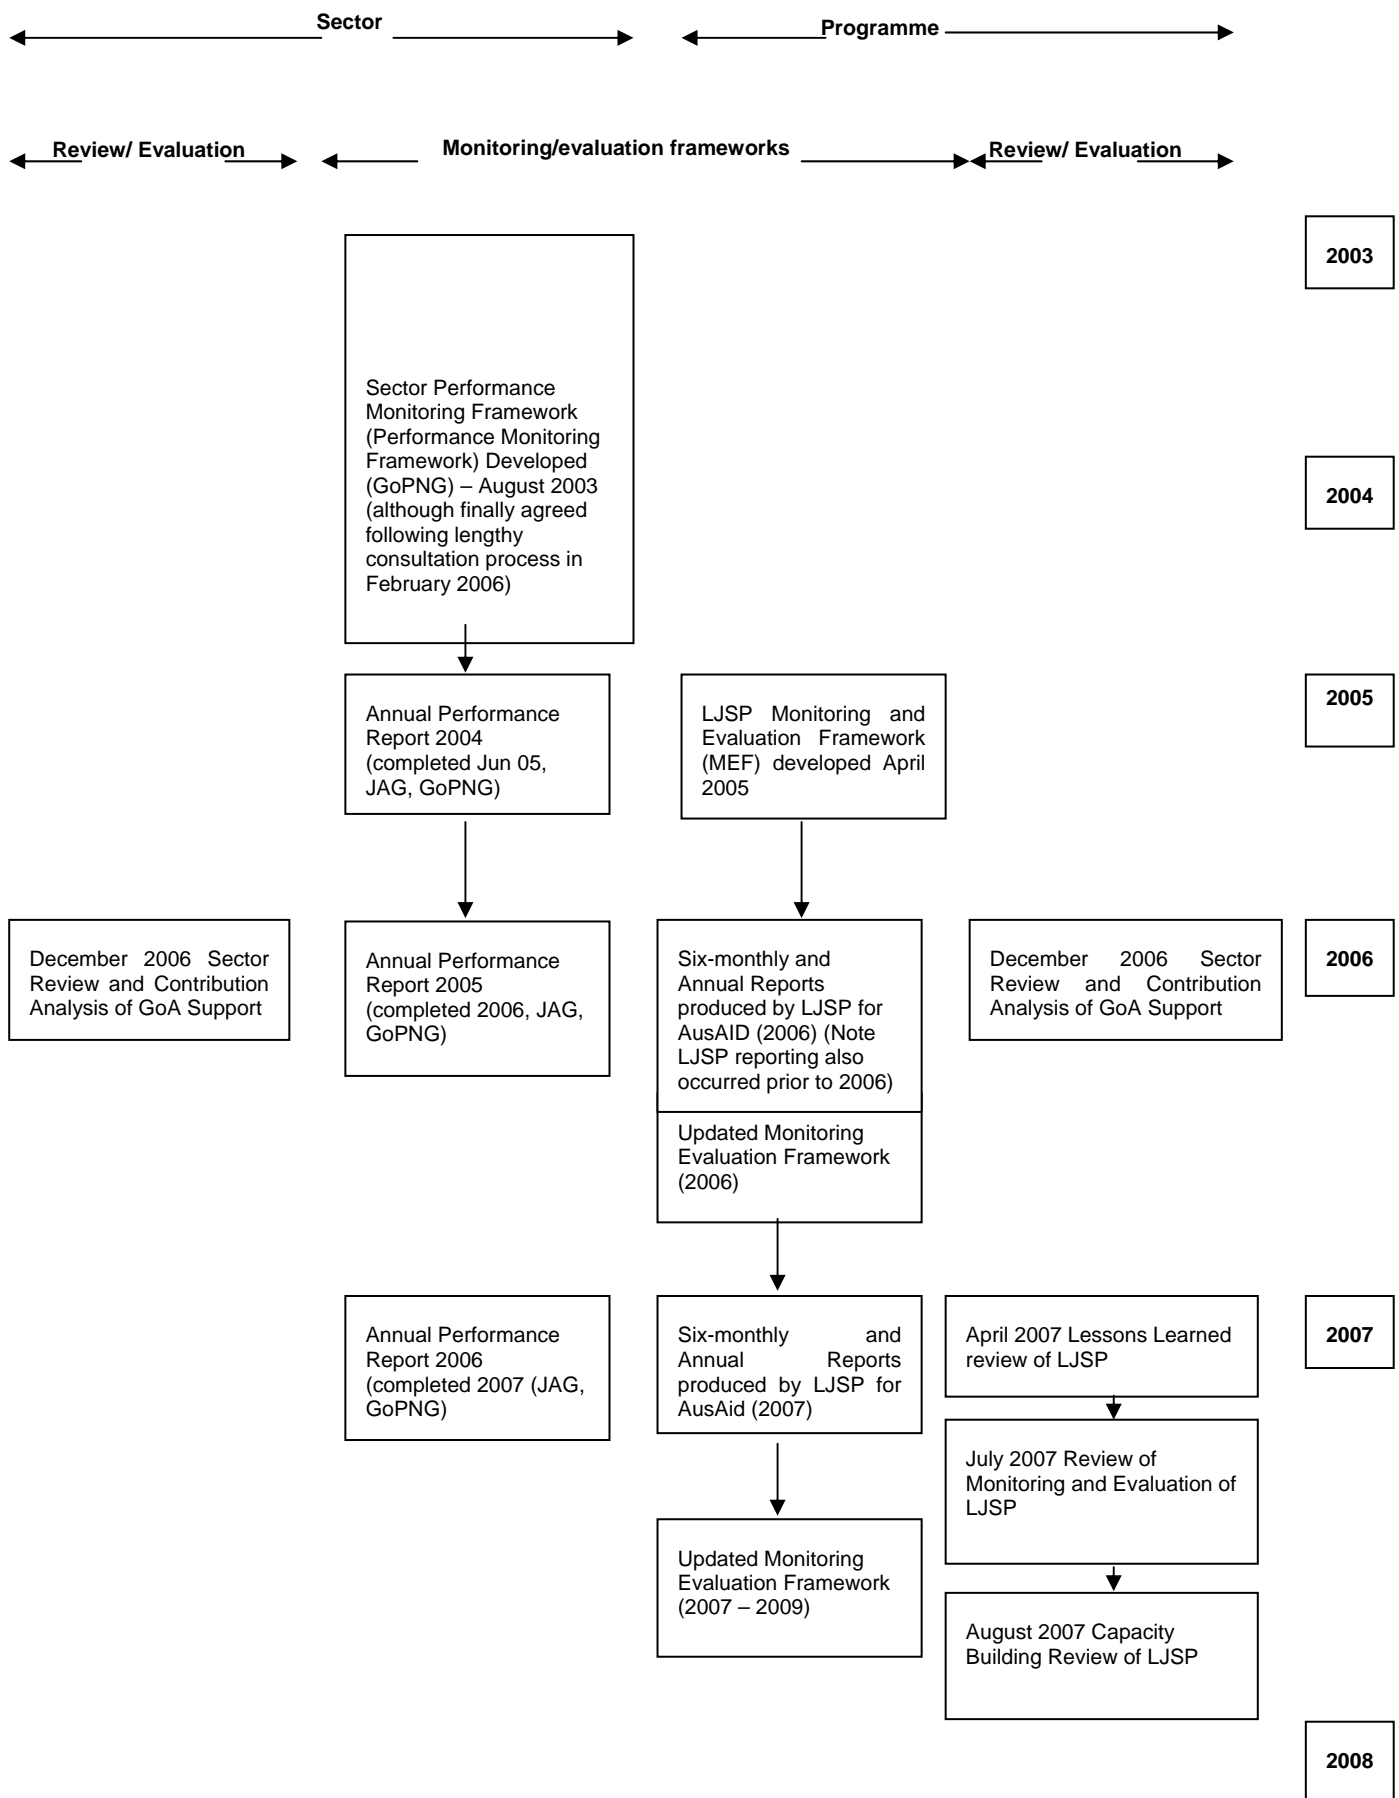 Sector
Programme
Review/ Evaluation
Monitoring/evaluation frameworks
Review/ Evaluation
2003
Sector Performance
Monitoring Framework
(Performance Monitoring
Framework) Developed
(GoPNG) – August 2003
(although finally agreed
following lengthy
consultation process in
February 2006)
2004
Annual Performance
Report 2004
(completed Jun 05,
JAG, GoPNG)
LJSP Monitoring and
Evaluation Framework
(MEF) developed April
2005
2005
December 2006 Sector
Review and Contribution
Analysis of GoA Support
Annual Performance
Report 2005
(completed 2006, JAG,
GoPNG)
Six-monthly and
Annual Reports
produced by LJSP for
AusAID (2006) (Note
LJSP reporting also
occurred prior to 2006)
December 2006 Sector
Review and Contribution
Analysis of GoA Support
2006
Updated Monitoring
Evaluation Framework
(2006)
Annual Performance
Report 2006
(completed 2007 (JAG,
GoPNG)
Six-monthly and
Annual Reports
produced by LJSP for
AusAid (2007)
April 2007 Lessons Learned
review of LJSP
2007
July 2007 Review of
Monitoring and Evaluation of
LJSP
Updated Monitoring
Evaluation Framework
(2007 – 2009)
August 2007 Capacity
Building Review of LJSP
2008